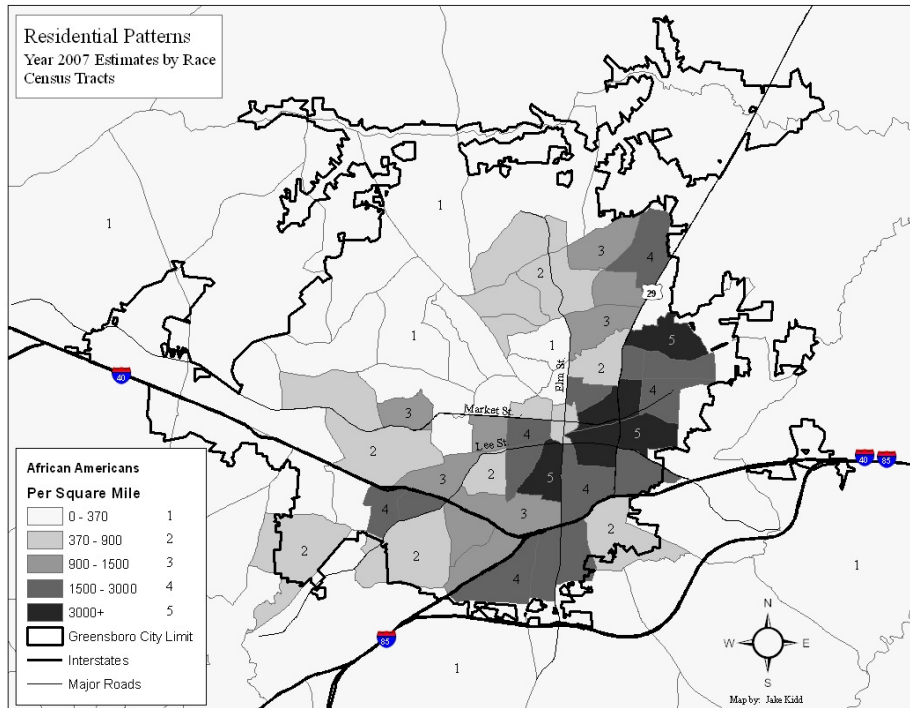 Residential Patterns
Year 2007 Estimates by Race
Census Tracts
1
1
3
4
2
29
3
1
1
5
Elm St.
2
40
4
3
Market St.
4
5
Lee St.
2
40
85
3
2
5
4
4
3
2
2
2
4
1
85
1
African Americans
Per Square Mile
0 - 370 1
370 - 900 2
900 - 1500 3
1500 - 3000 4
3000+ 5
Greensboro City Limit
Interstates
Major Roads
N
W E
S
Map by: Jake Kidd